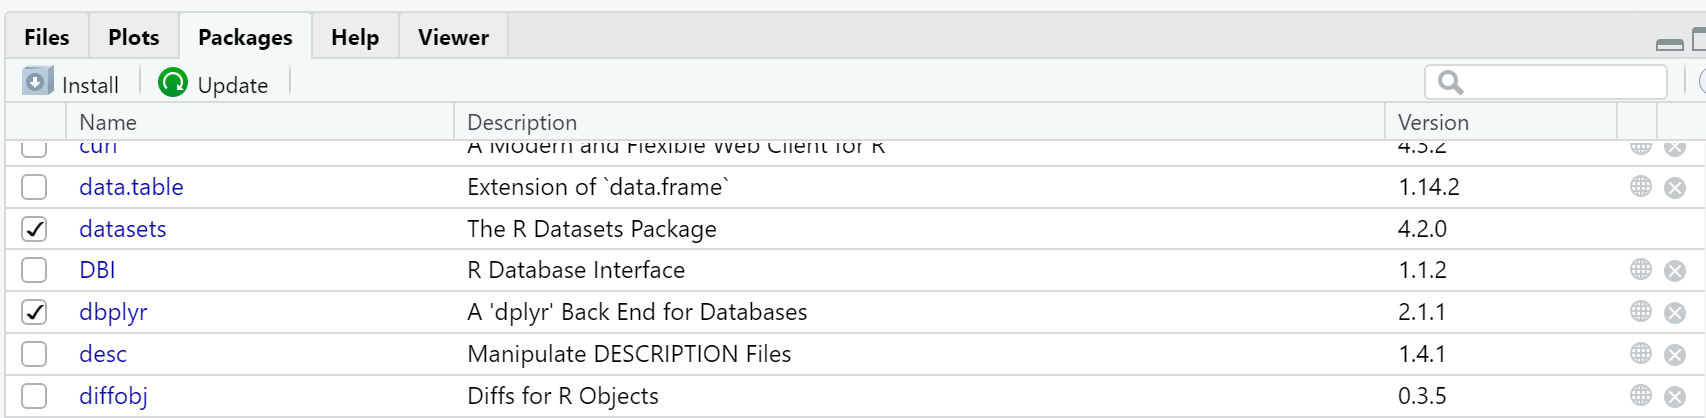 Files Plots Packages Help Viewer
Install Update
Name Description Version
curl A Modern and Flexible Web Client for R 4.3.2
data.table Extension of `data.frame` 1.14.2
datasets The R Datasets Package 4.2.0
DBI R Database Interface 1.1.2
dbplyr A 'dplyr' Back End for Databases 2.1.1
desc Manipulate DESCRIPTION Files 1.4.1
diffobj Diffs for R Objects 0.3.5